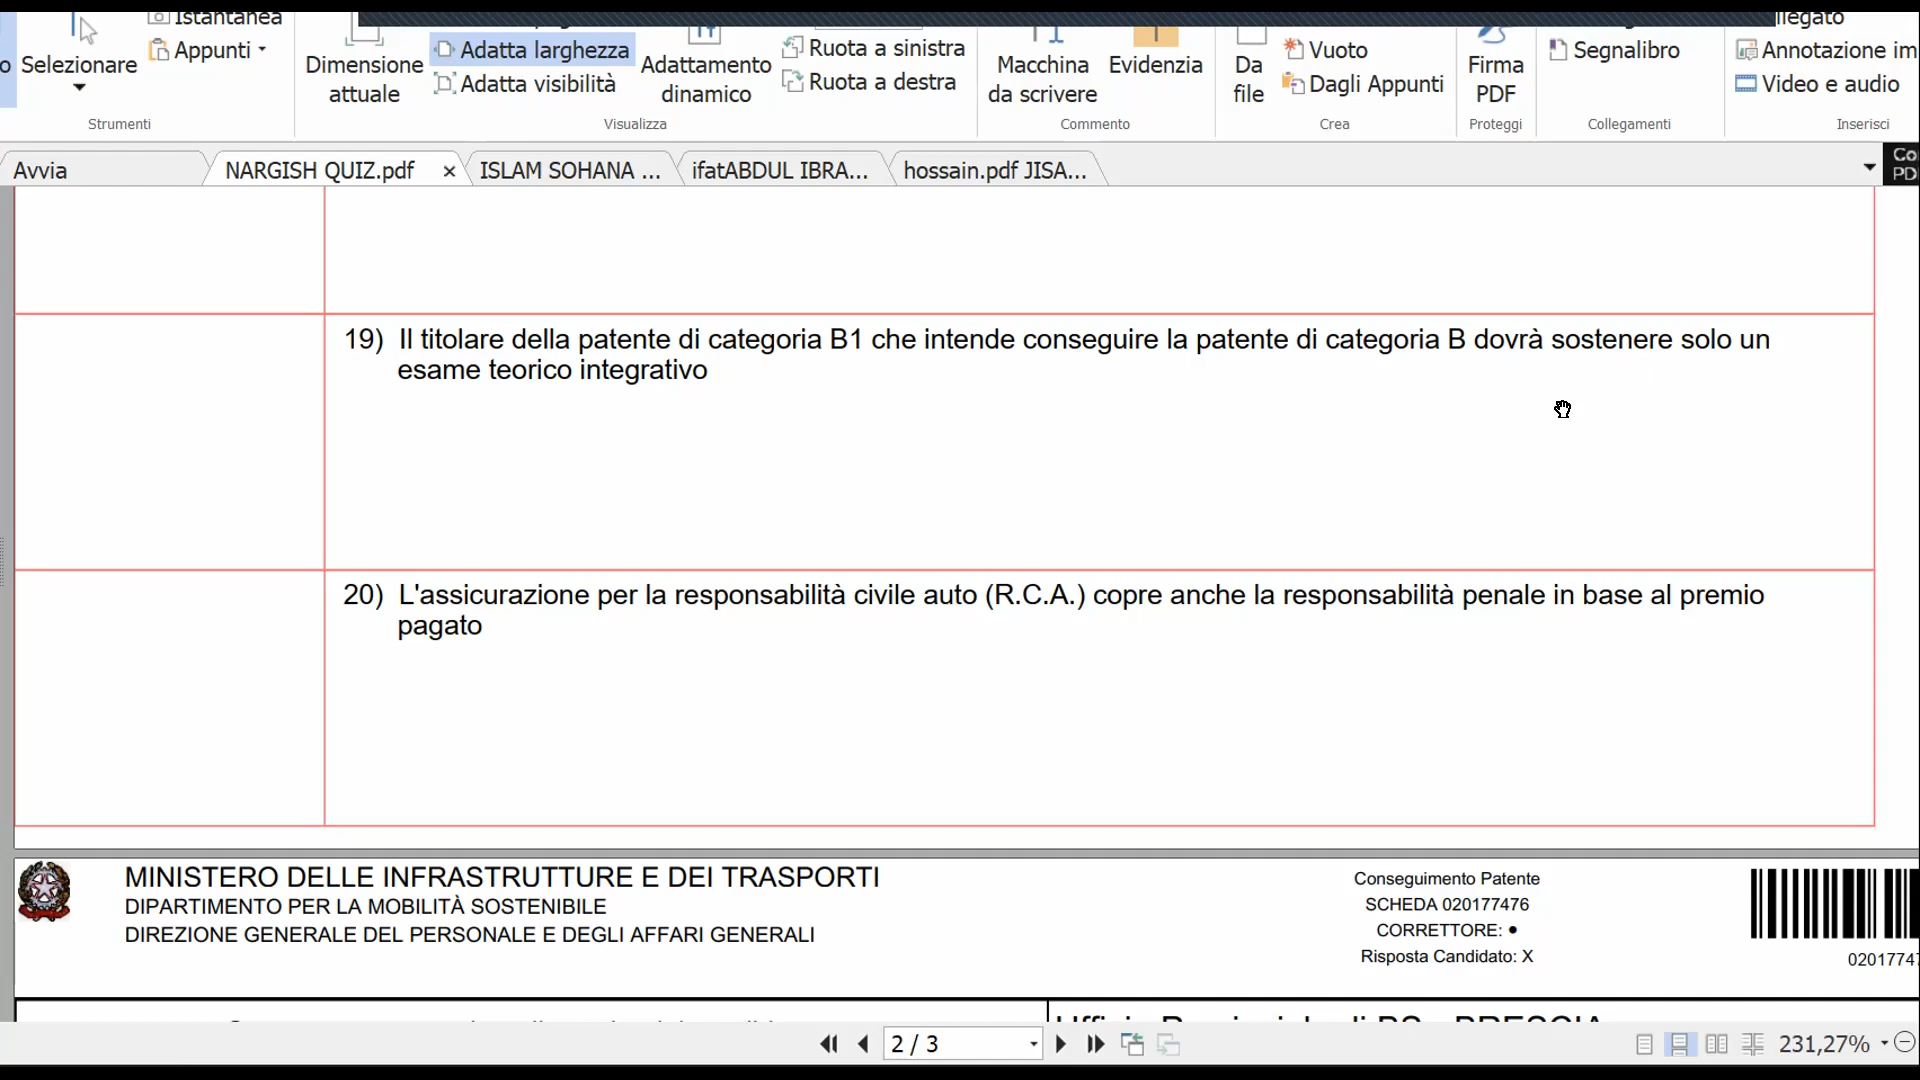 Istantanea
Selezionare
Appunti
Strumenti
Dimensione
attuale
Adatta larghezza
Adatta visibilità
Adattamento
dinamico
Ruota a sinistra
Ruota a destra
Visualizza
Macchina
da scrivere
Evidenzia
Commento
Da
file
Vuoto
Dagli Appunti
Crea
Firma
PDF
Proteggi
Segnalibro
Collegamenti
Annotazione im
Video e audio
Inserisci
Avvia
NARGISH QUIZ.pdf
ISLAM SOHANA ...
ifatABDUL IBRA...
hossain.pdf JISA...
19) Il titolare della patente di categoria B1 che intende conseguire la patente di categoria B dovrà sostenere solo un
esame teorico integrativo
20) L'assicurazione per la responsabilità civile auto (R.C.A.) copre anche la responsabilità penale in base al premio
pagato
MINISTERO DELLE INFRASTRUTTURE E DEI TRASPORTI
DIPARTIMENTO PER LA MOBILITÀ SOSTENIBILE
DIREZIONE GENERALE DEL PERSONALE E DEGLI AFFARI GENERALI
Conseguimento Patente
SCHEDA 020177476
CORRETTORE: ●
Risposta Candidato: X
0201774
2 / 3
231,27%